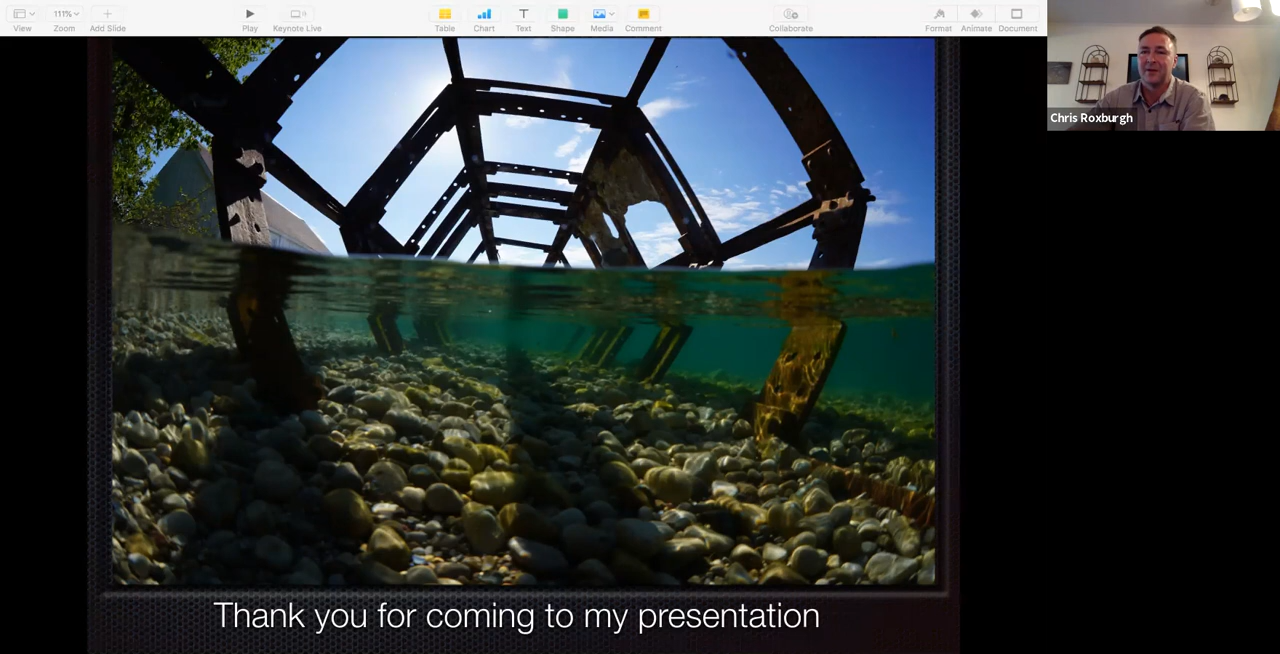 View
111%
Zoom
Add Slide
Play
Keynote Live
Table
Chart
Text
Shape
Media
Comment
Collaborate
Format
Animate
Document
Chris Roxburgh
Thank you for coming to my presentation